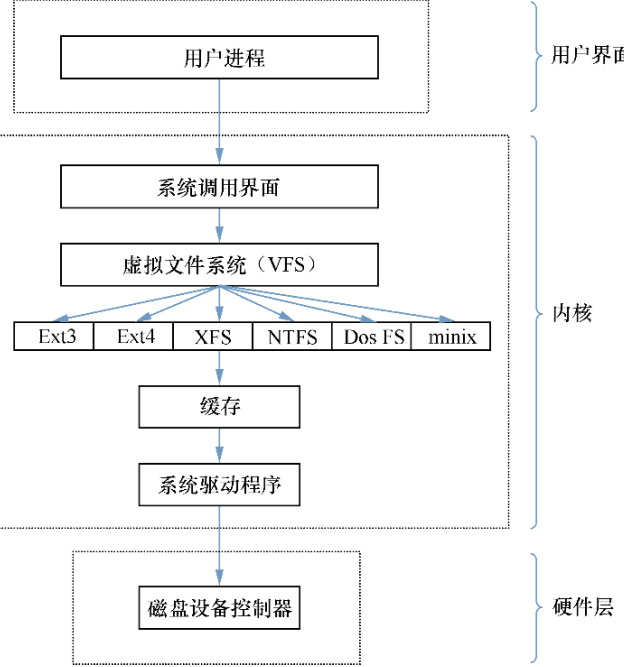 用户进程
用户界面
系统调用界面
虚拟文件系统（VFS）
内核
Ext3 Ext4 XFS NTFS Dos FS minix
缓存
系统驱动程序
磁盘设备控制器
硬件层